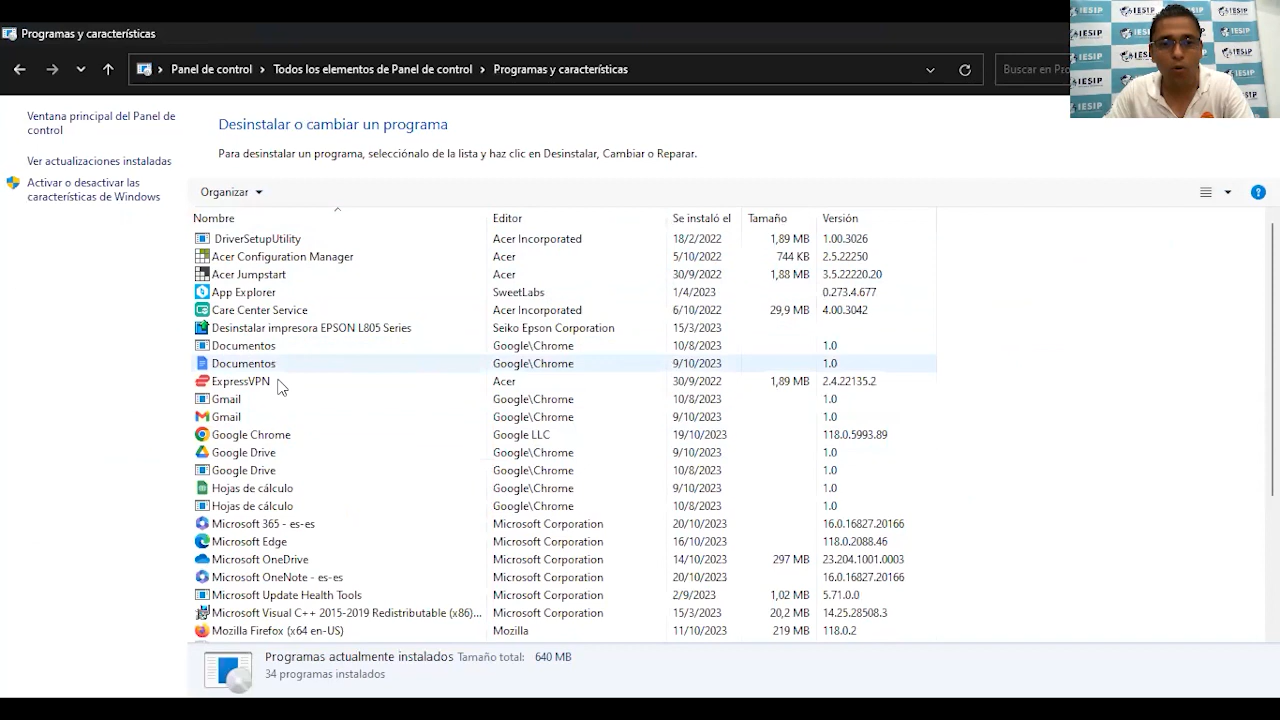 Programas y características
Panel de control > Todos los elementos de Panel de control > Programas y características
Buscar en
IESIP IESIP IESIP
IESIP IESIP
IESIP IESIP
IESIP IESIP
Ventana principal del Panel de control
Desinstalar o cambiar un programa
Para desinstalar un programa, selecciónalo de la lista y haz clic en Desinstalar, Cambiar o Reparar.
Ver actualizaciones instaladas
Activar o desactivar las características de Windows
Organizar
Nombre Editor Se instaló el Tamaño Versión
DriverSetupUtility Acer Incorporated 18/2/2022 1,89 MB 1.00.3026
Acer Configuration Manager Acer 5/10/2022 744 KB 2.5.22250
Acer Jumpstart Acer 30/9/2022 1,88 MB 3.5.22220.20
App Explorer SweetLabs 1/4/2023 0.273.4.677
Care Center Service Acer Incorporated 6/10/2022 29,9 MB 4.00.3042
Desinstalar impresora EPSON L805 Series Seiko Epson Corporation 15/3/2023
Documentos Google\Chrome 10/8/2023 1.0
Documentos Google\Chrome 9/10/2023 1.0
ExpressVPN Acer 30/9/2022 1,89 MB 2.4.22135.2
Gmail Google\Chrome 10/8/2023 1.0
Gmail Google\Chrome 9/10/2023 1.0
Google Chrome Google LLC 19/10/2023 118.0.5993.89
Google Drive Google\Chrome 9/10/2023 1.0
Google Drive Google\Chrome 10/8/2023 1.0
Hojas de cálculo Google\Chrome 9/10/2023 1.0
Hojas de cálculo Google\Chrome 10/8/2023 1.0
Microsoft 365 - es-es Microsoft Corporation 20/10/2023 16.0.16827.20166
Microsoft Edge Microsoft Corporation 16/10/2023 118.0.2088.46
Microsoft OneDrive Microsoft Corporation 14/10/2023 297 MB 23.204.1001.0003
Microsoft OneNote - es-es Microsoft Corporation 20/10/2023 16.0.16827.20166
Microsoft Update Health Tools Microsoft Corporation 2/9/2023 1,02 MB 5.71.0.0
Microsoft Visual C++ 2015-2019 Redistributable (x86)... Microsoft Corporation 15/3/2023 20,2 MB 14.25.28508.3
Mozilla Firefox (x64 en-US) Mozilla 11/10/2023 219 MB 118.0.2
Programas actualmente instalados Tamaño total: 640 MB
34 programas instalados